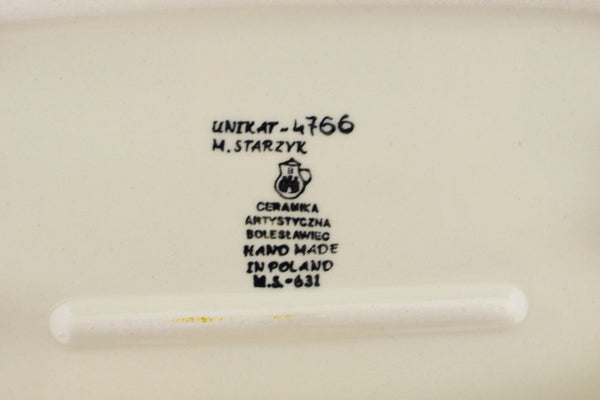 UNIKAT-4766
M. STARZYK
CERAMIKA
ARTYSTYCZNA
BOLESŁAWIEC
HAND MADE
IN POLAND
M.S.-631